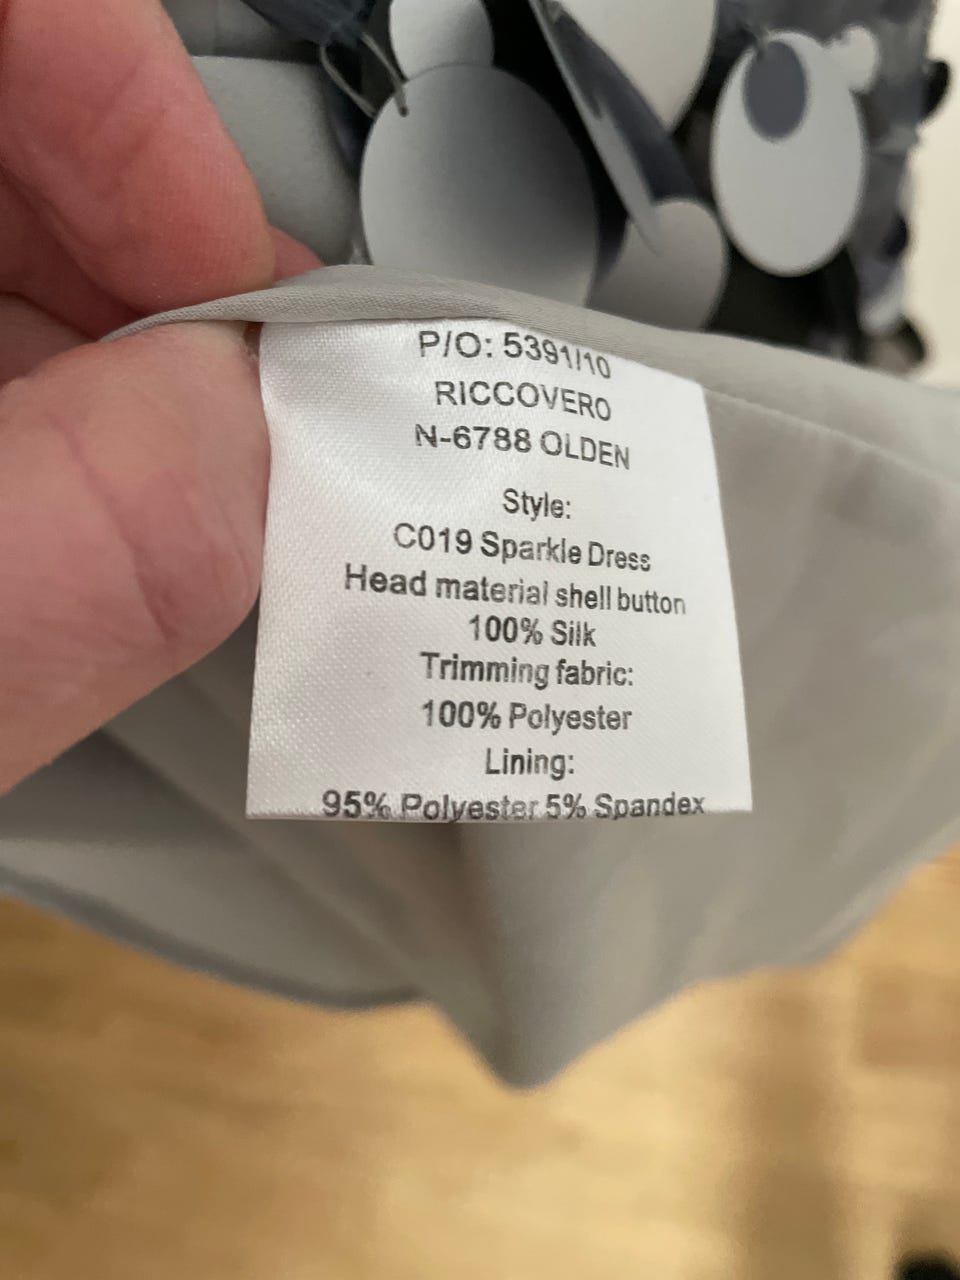 P/O: 5391/10
RICCOVERO
N-6788 OLDEN
Style:
C019 Sparkle Dress
Head material shell button
100% Silk
Trimming fabric:
100% Polyester
Lining:
95% Polyester 5% Spandex